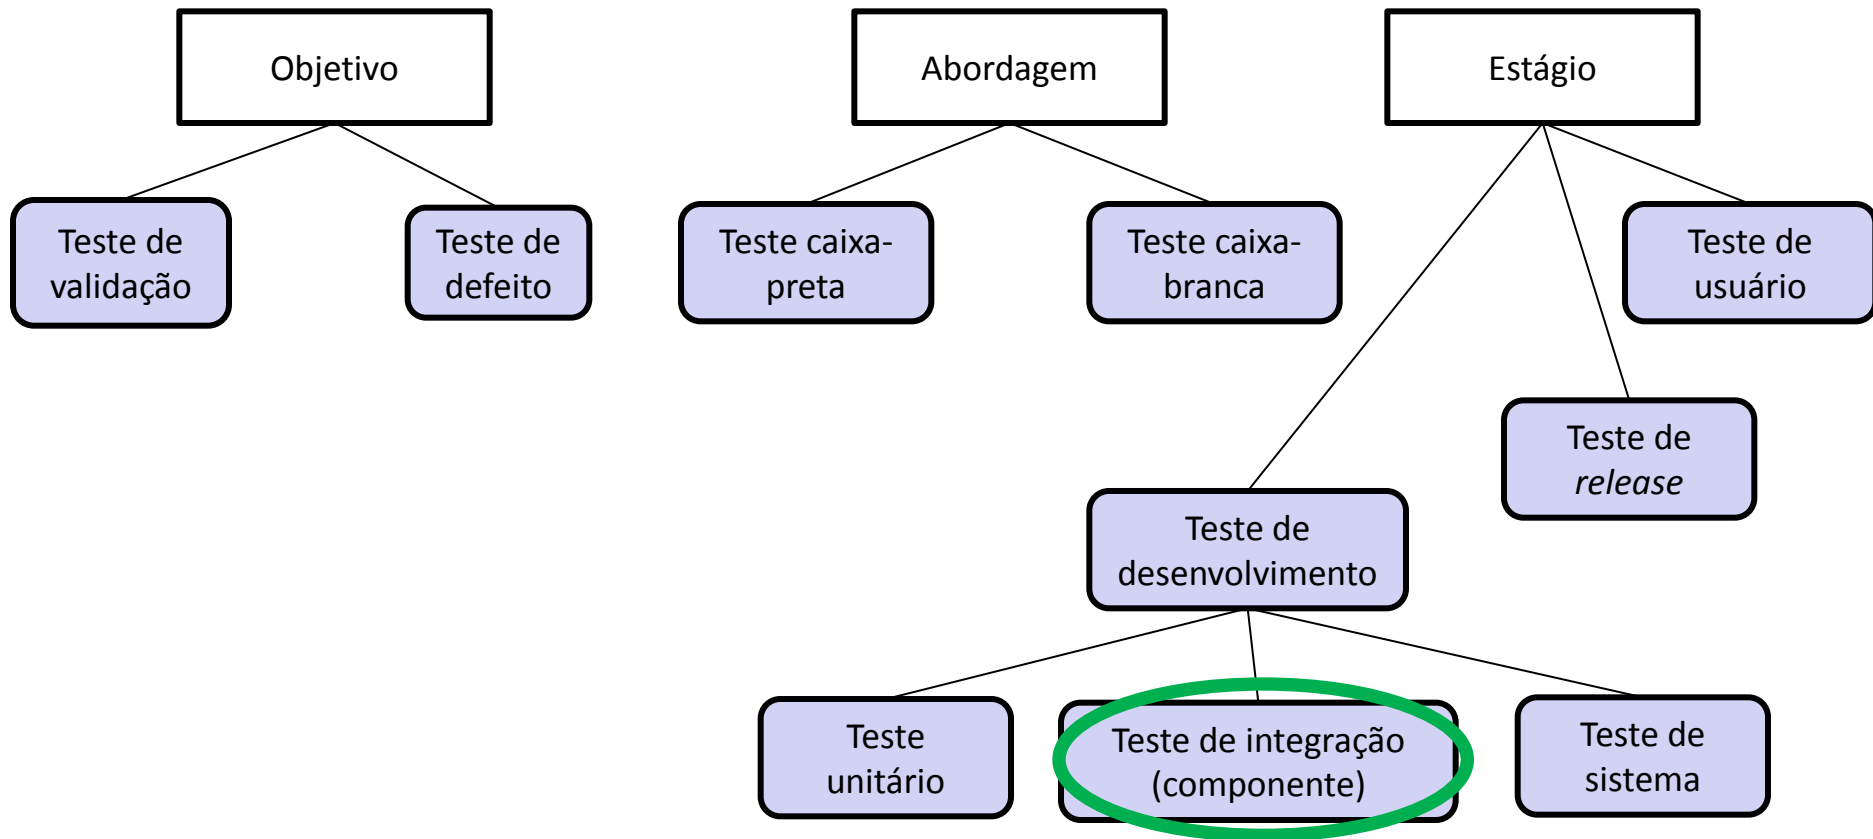 Objetivo
Abordagem
Estágio
Teste de
validação
Teste de
defeito
Teste caixa-
preta
Teste caixa-
branca
Teste de
usuário
Teste de
release
Teste de
desenvolvimento
Teste
unitário
Teste de integração
(componente)
Teste de
sistema